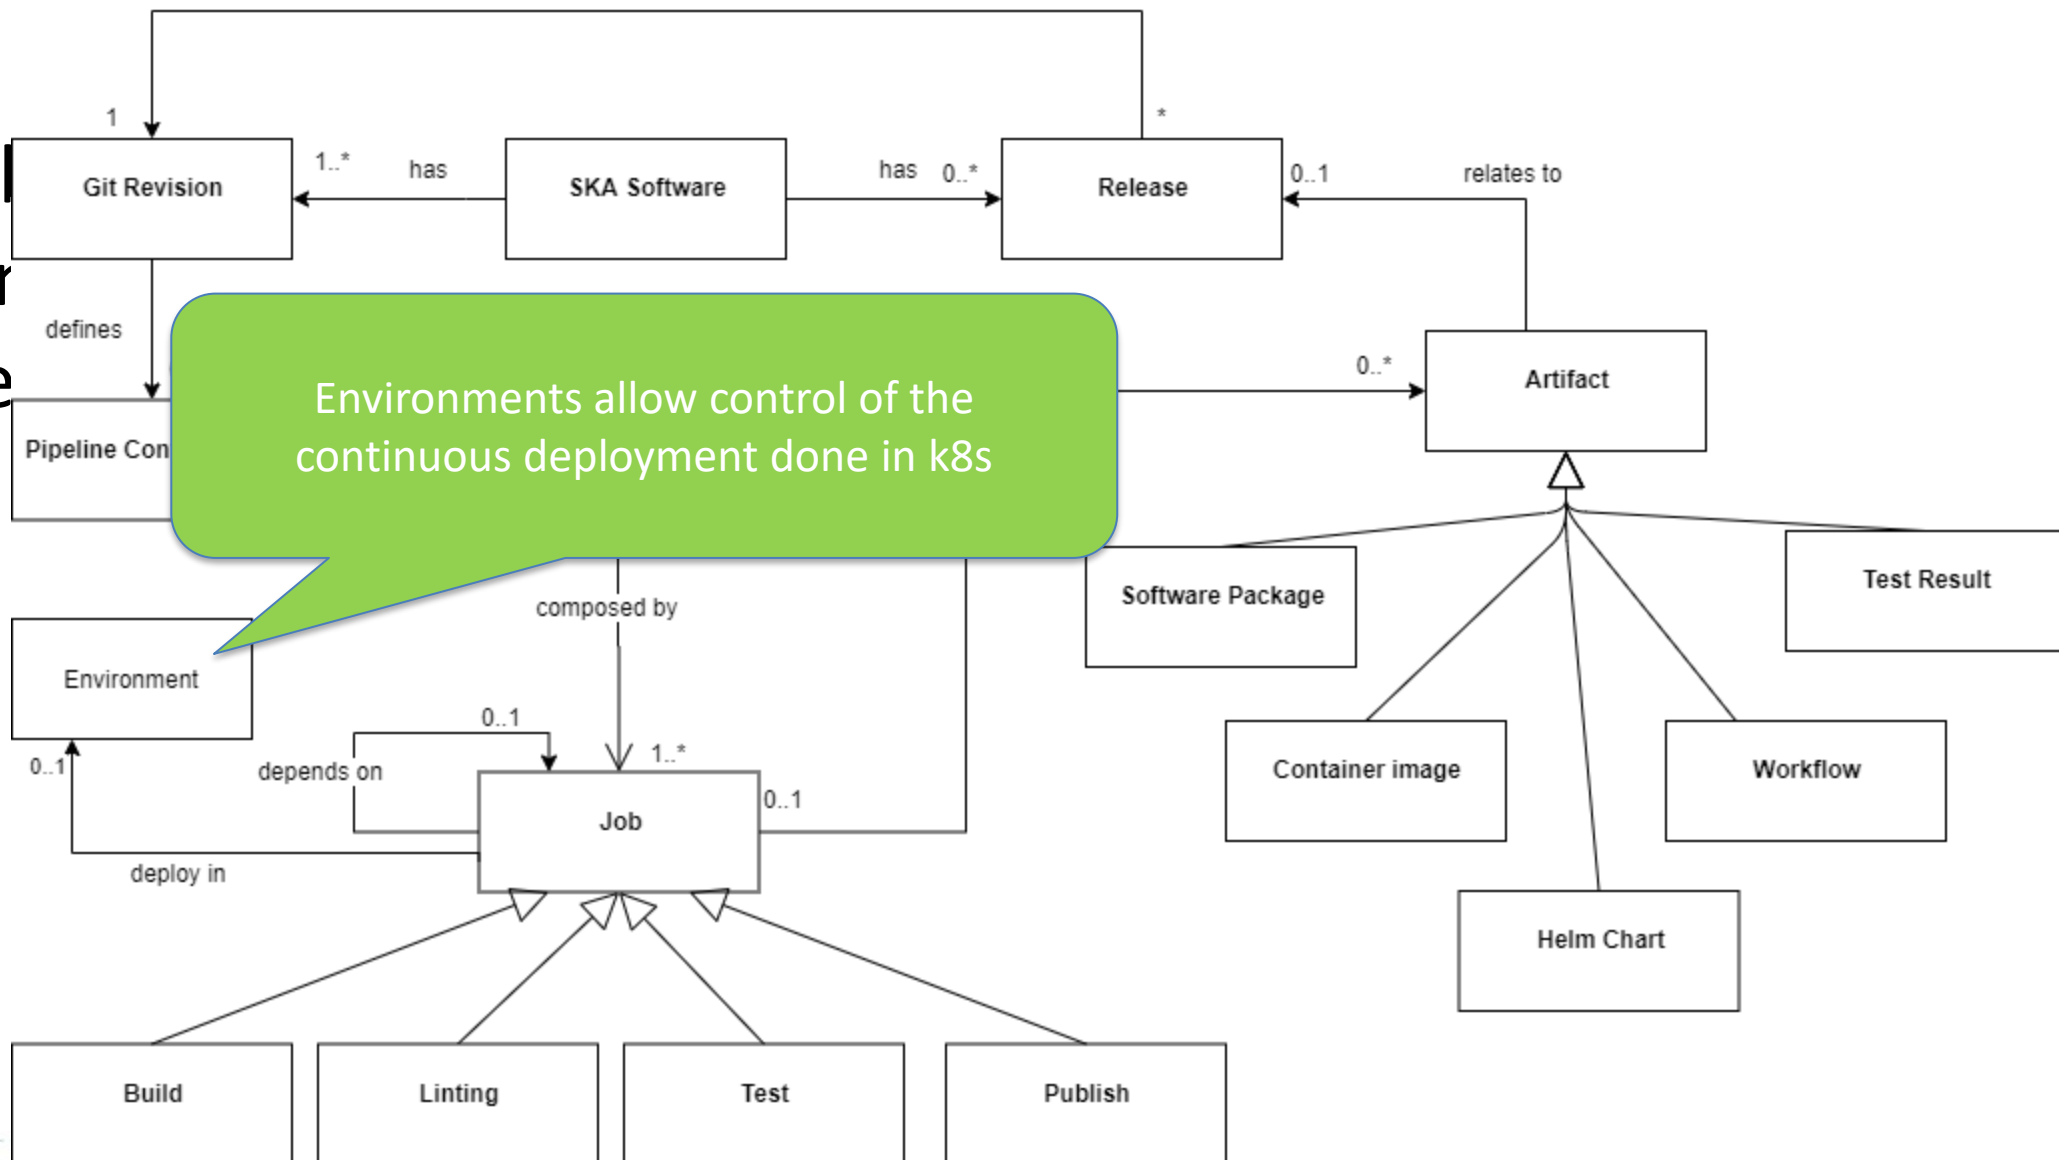 1
*
Git Revision
1..*
has
SKA Software
has
0..*
Release
0..1
relates to
defines
Environments allow control of the
continuous deployment done in k8s
0..*
Artifact
Pipeline Con
composed by
Software Package
Test Result
Environment
0..1
depends on
0..1
1..*
Job
0..1
deploy in
Container image
Workflow
Helm Chart
Build
Linting
Test
Publish